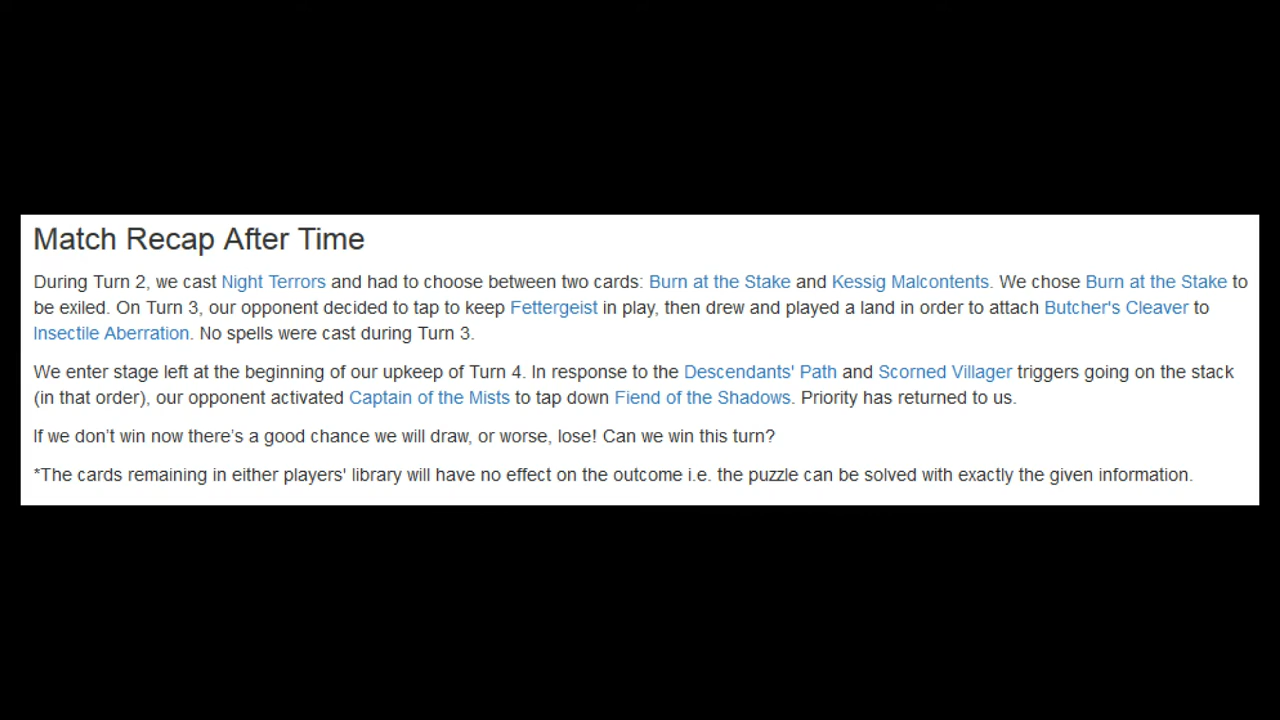 Match Recap After Time
During Turn 2, we cast Night Terrors and had to choose between two cards: Burn at the Stake and Kessig Malcontents. We chose Burn at the Stake to
be exiled. On Turn 3, our opponent decided to tap to keep Fettergeist in play, then drew and played a land in order to attach Butcher's Cleaver to
Insectile Aberration. No spells were cast during Turn 3.
We enter stage left at the beginning of our upkeep of Turn 4. In response to the Descendants' Path and Scorned Villager triggers going on the stack
(in that order), our opponent activated Captain of the Mists to tap down Fiend of the Shadows. Priority has returned to us.
If we don’t win now there’s a good chance we will draw, or worse, lose! Can we win this turn?
*The cards remaining in either players' library will have no effect on the outcome i.e. the puzzle can be solved with exactly the given information.